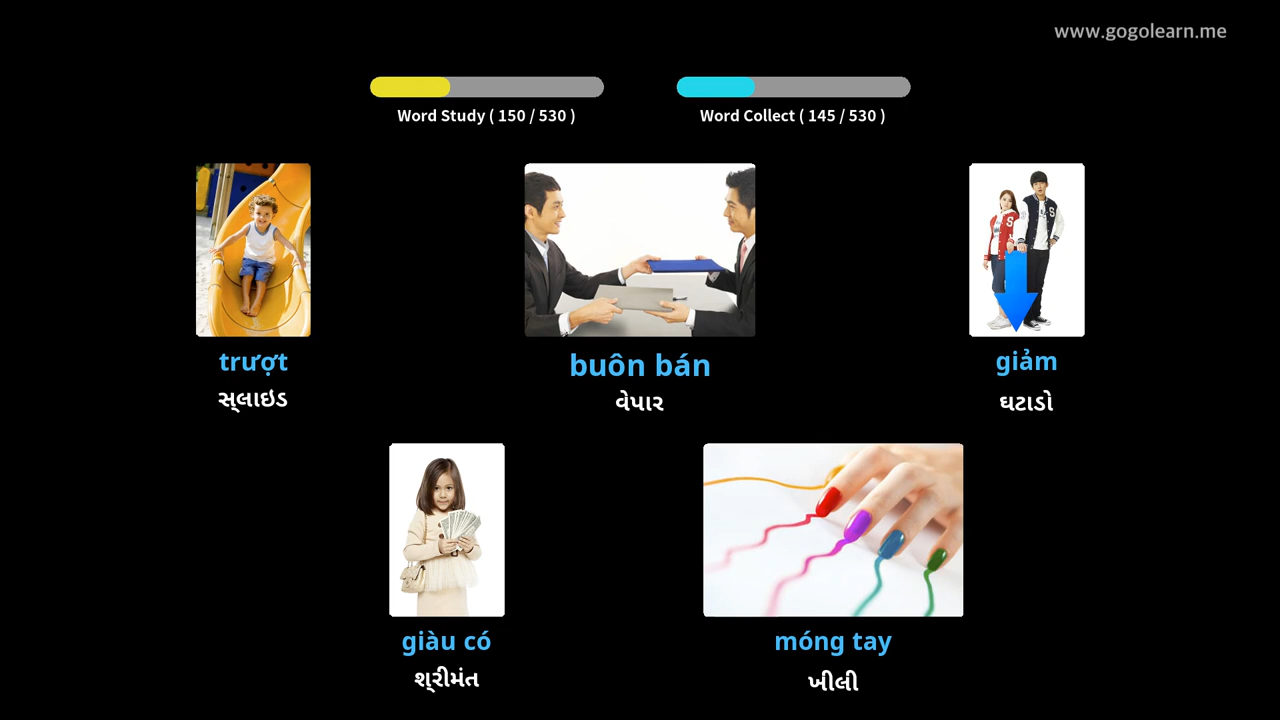 www.gogolearn.me
Word Study ( 150 / 530 )
Word Collect ( 145 / 530 )
trượt
સ્લાઇડ
buôn bán
વેપાર
giảm
ઘટાડો
giàu có
શ્રીમંત
móng tay
ખીલી